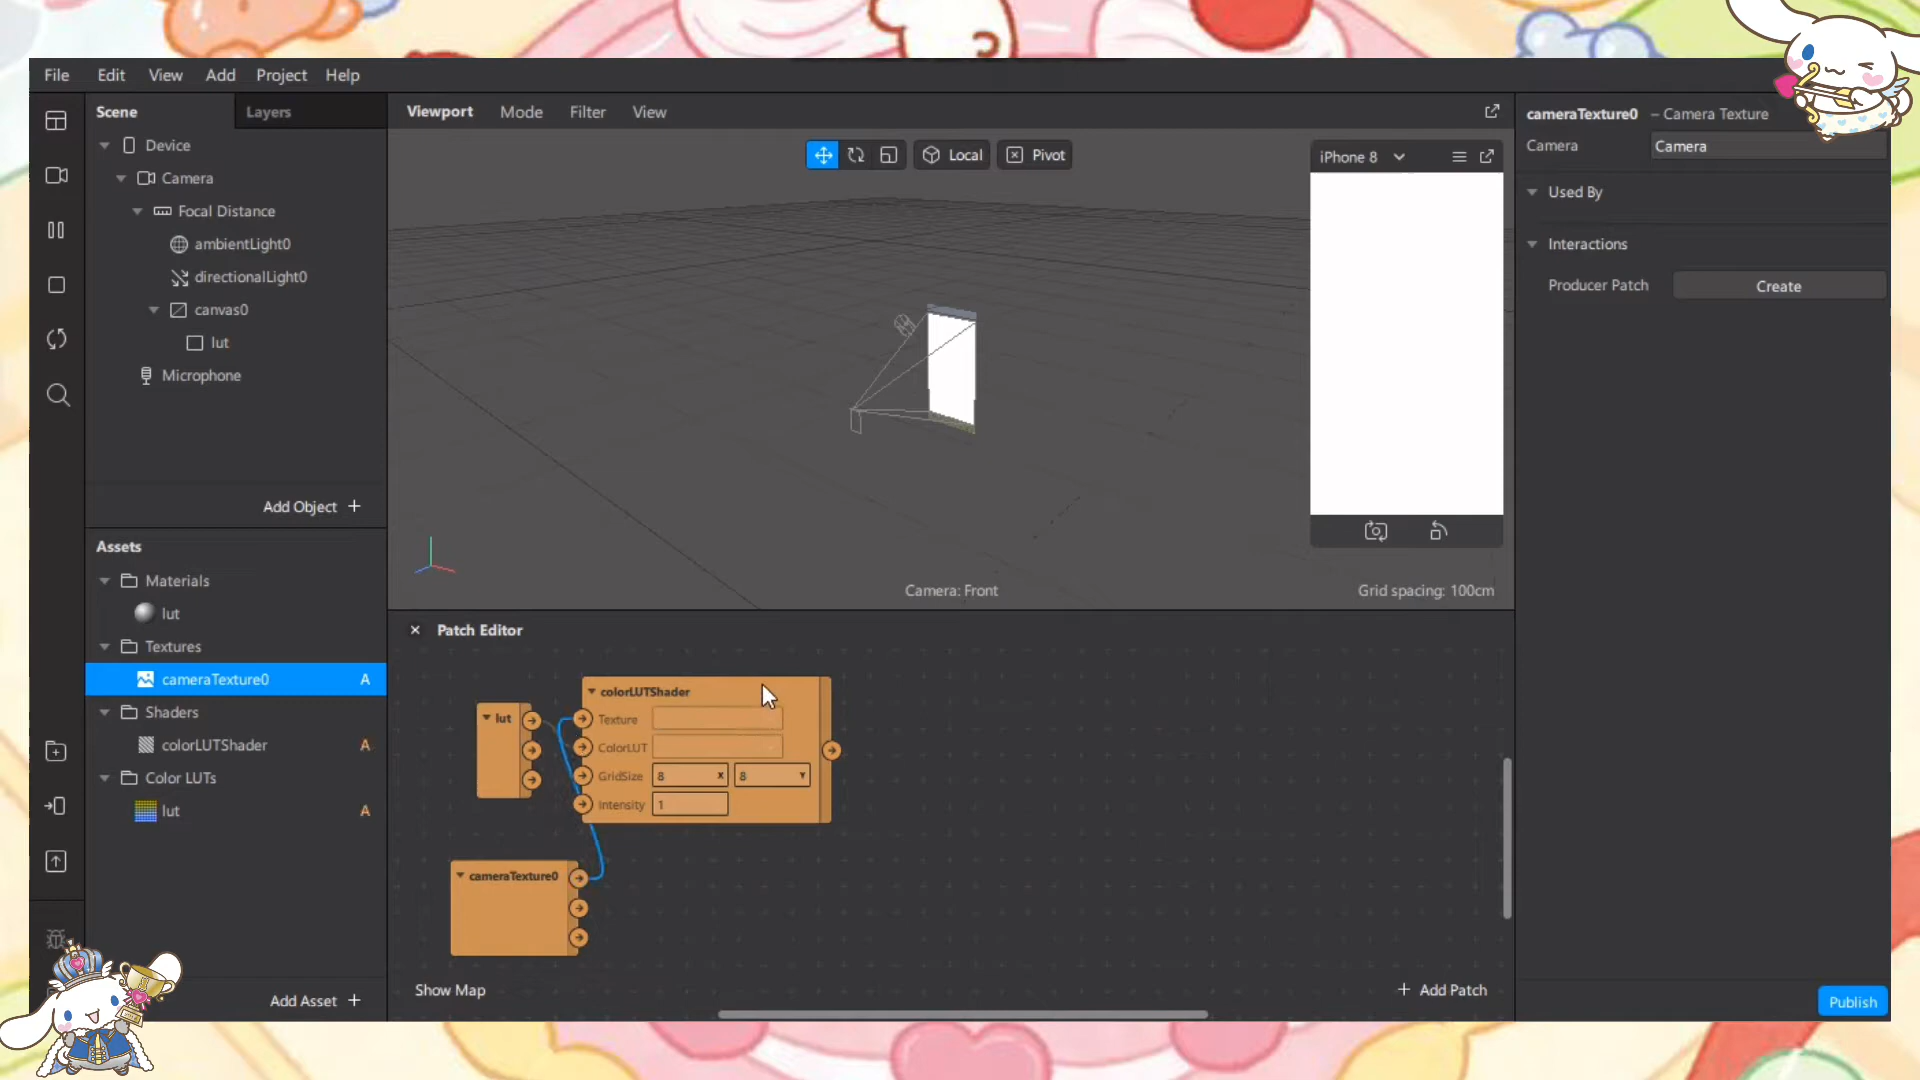 File Edit View Add Project Help
Scene Layers
Device
Camera
Focal Distance
ambientLight0
directionalLight0
canvas0
lut
Microphone
Add Object +
Assets
Materials
lut
Textures
cameraTexture0 A
Shaders
colorLUTShader A
Color LUTs
lut A
Add Asset +
Viewport Mode Filter View
Local Pivot
iPhone 8
Camera: Front
Grid spacing: 100cm
Patch Editor
lut
colorLUTShader
Texture
ColorLUT
GridSize 8 X 8 Y
Intensity 1
cameraTexture0
Show Map
+ Add Patch
cameraTexture0 – Camera Texture
Camera Camera
Used By
Interactions
Producer Patch Create
Publish